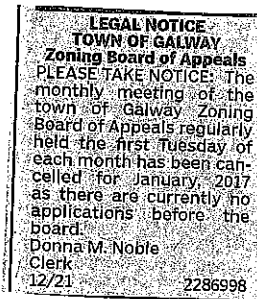 LEGAL NOTICE
TOWN OF GALWAY
Zoning Board of Appeals
PLEASE TAKE NOTICE: The
monthly meeting of the
town of Galway Zoning
Board of Appeals regularly
held the first Tuesday of
each month has been can-
celled for January, 2017
as there are currently no
applications before the
board.
Donna M. Noble
Clerk
12/21 2286998